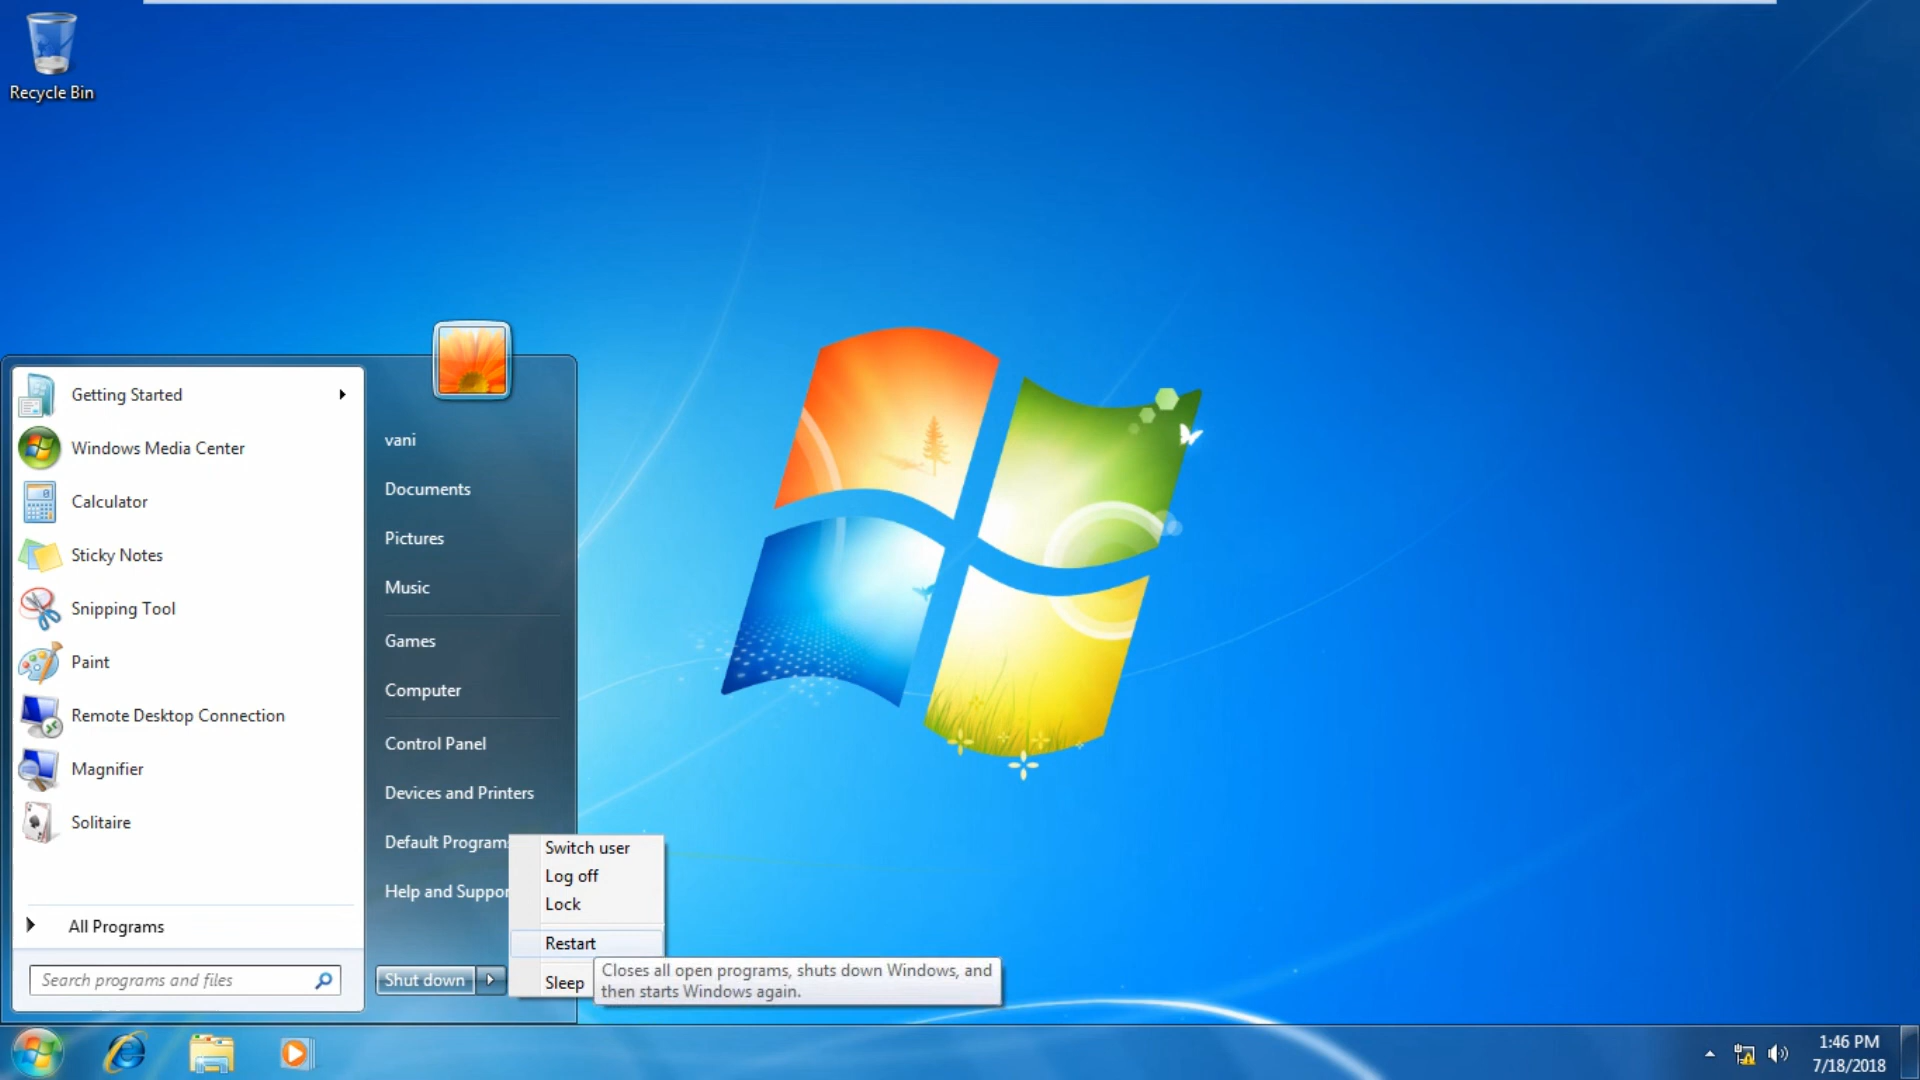 Recycle Bin
Getting Started
Windows Media Center
Calculator
Sticky Notes
Snipping Tool
Paint
Remote Desktop Connection
Magnifier
Solitaire
All Programs
Search programs and files
vani
Documents
Pictures
Music
Games
Computer
Control Panel
Devices and Printers
Default Program
Help and Suppor
Shut down
Switch user
Log off
Lock
Restart
Sleep
Closes all open programs, shuts down Windows, and
then starts Windows again.
1:46 PM
7/18/2018